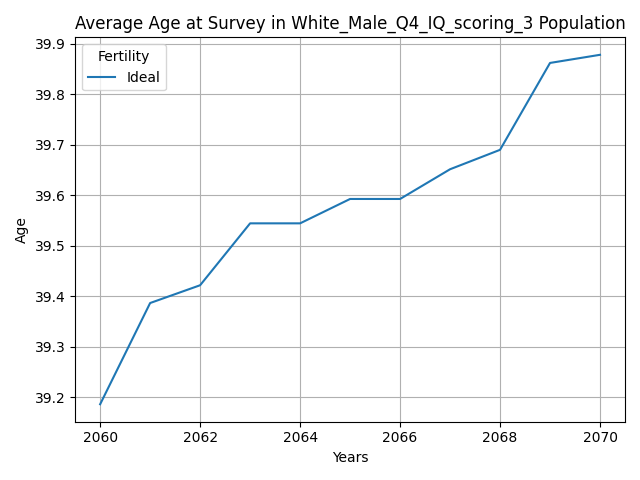 Average Age at Survey in White_Male_Q4_IQ_scoring_3 Population
Fertility
Ideal
39.9
39.8
39.7
39.6
39.5
39.4
39.3
39.2
Age
2060 2062 2064 2066 2068 2070
Years